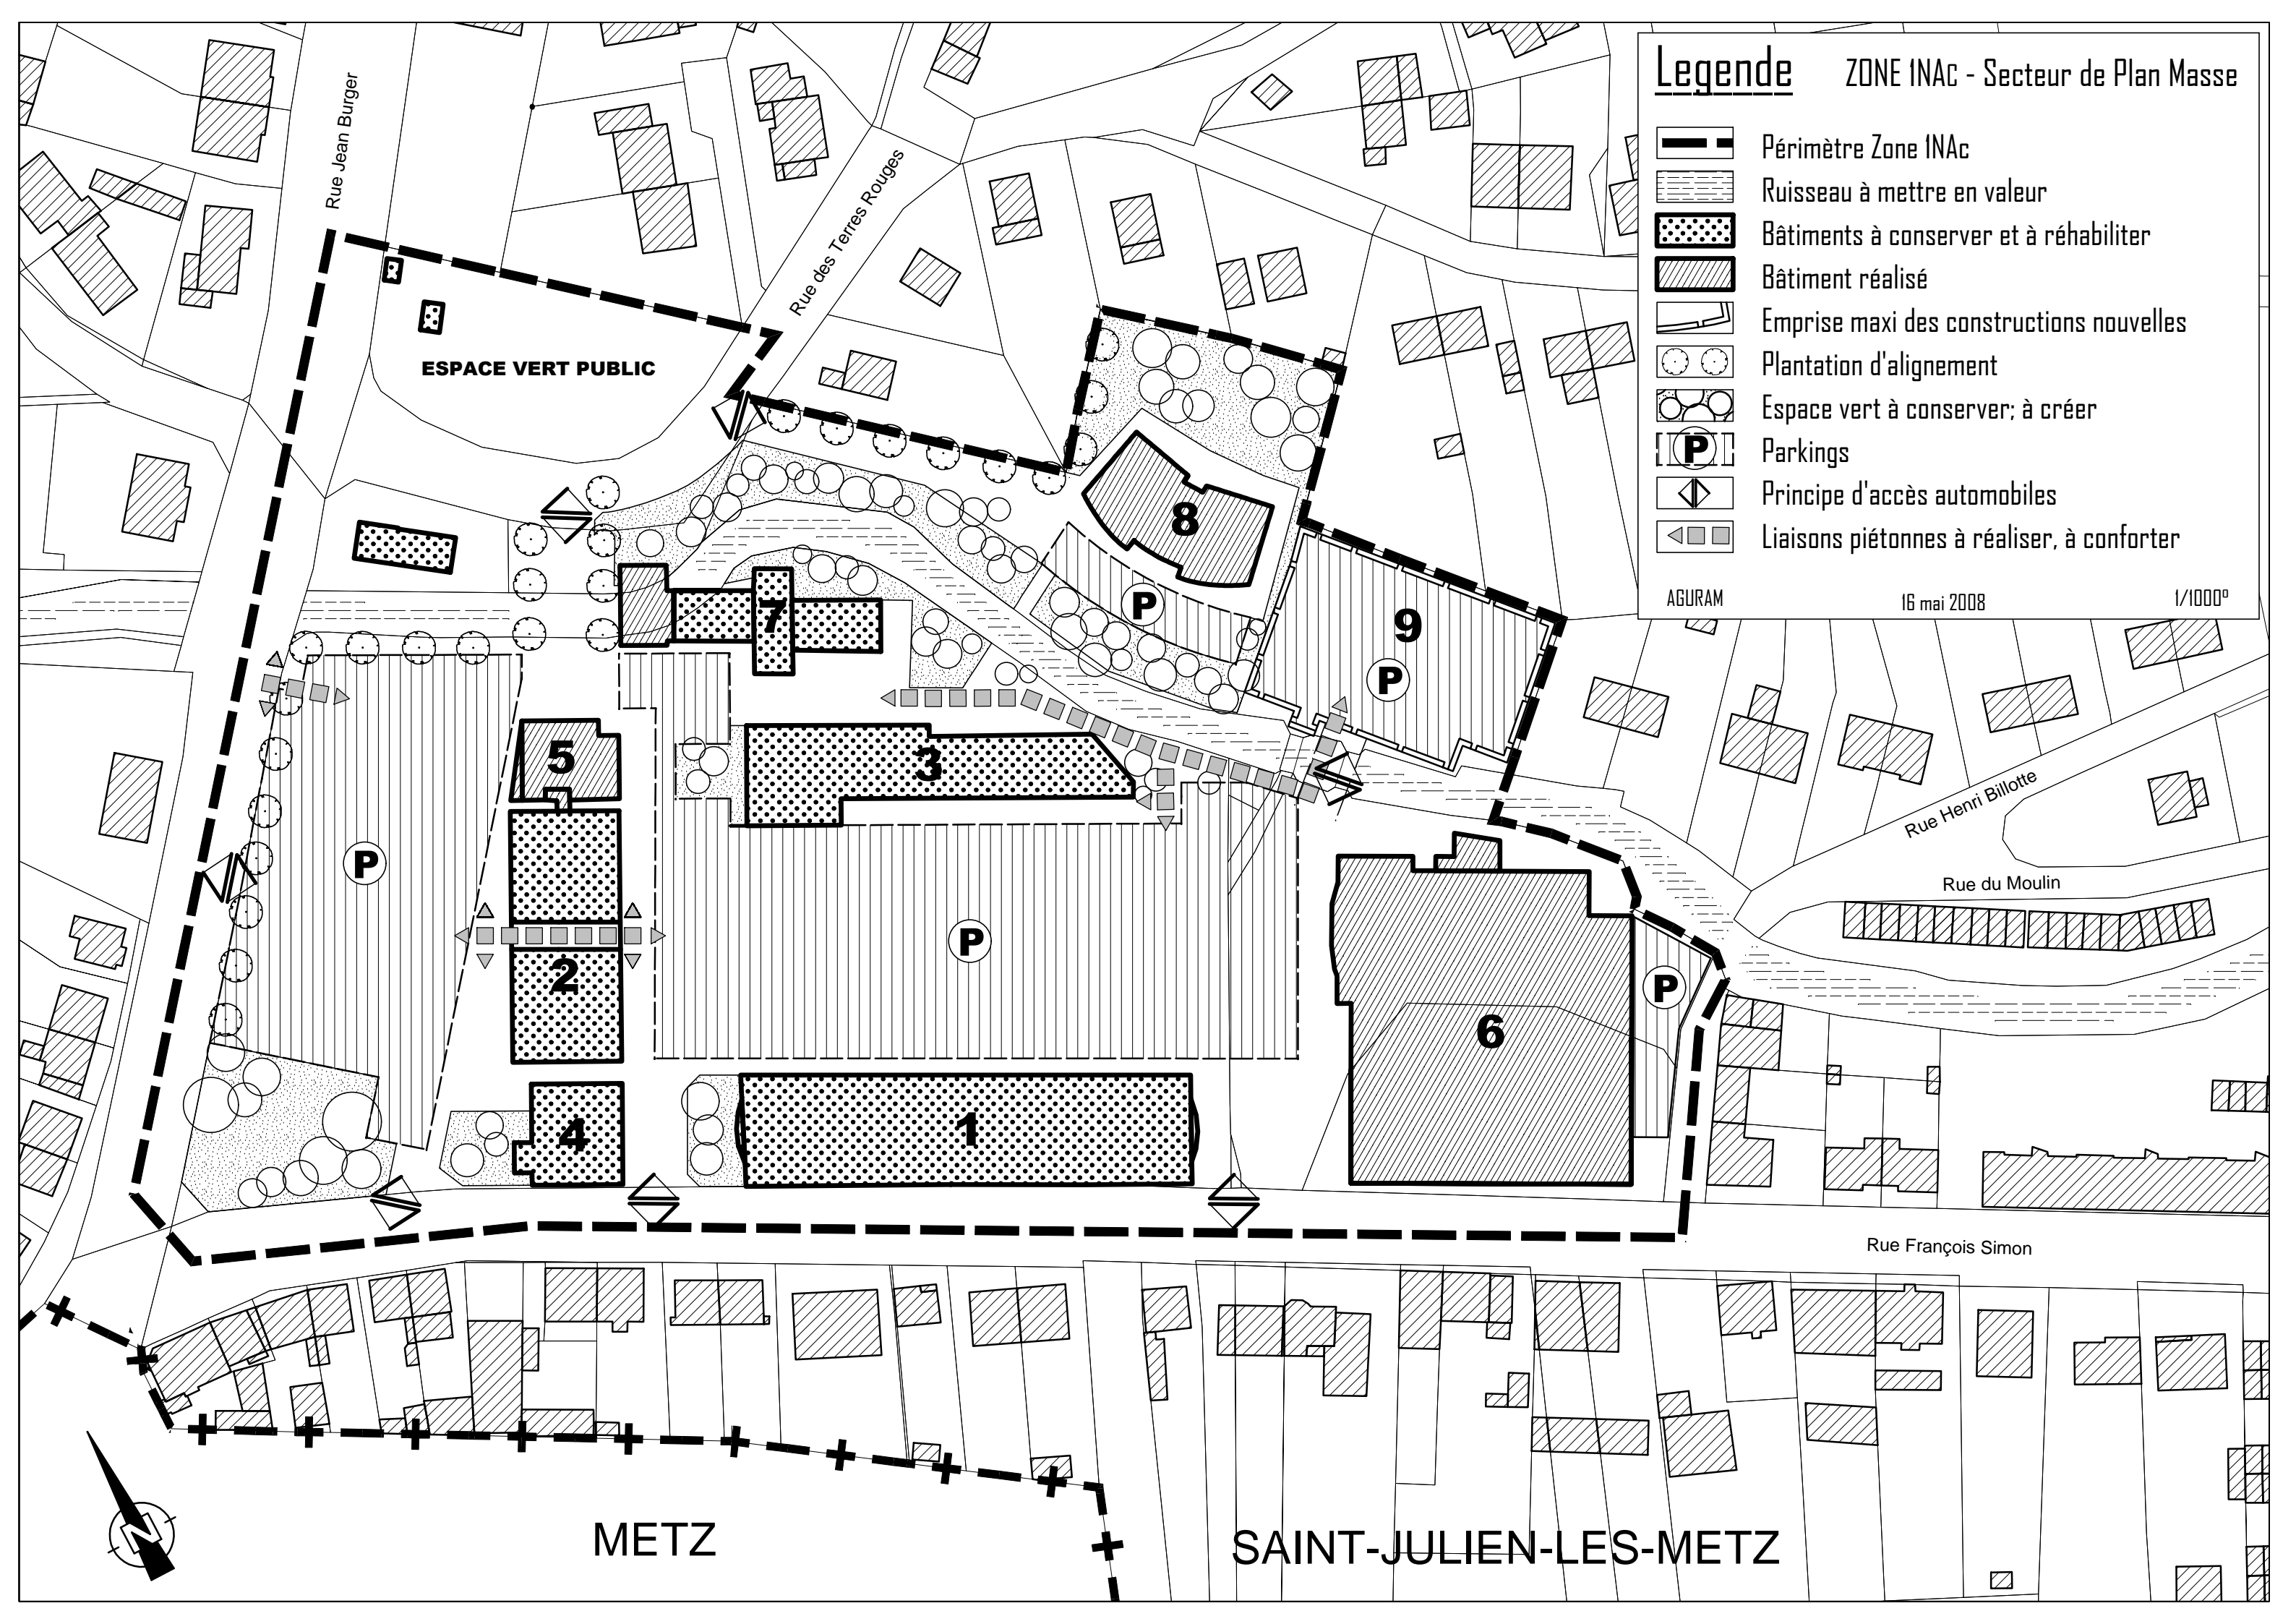 Legende
ZONE 1NAc - Secteur de Plan Masse
Périmètre Zone 1NAc
Ruisseau à mettre en valeur
Bâtiments à conserver et à réhabiliter
Bâtiment réalisé
Emprise maxi des constructions nouvelles
Plantation d'alignement
Espace vert à conserver; à créer
P Parkings
Principe d'accès automobiles
Liaisons piétonnes à réaliser, à conforter
AGURAM 16 mai 2008 1/1000°
Rue Jean Burger
Rue des Terres Rouges
ESPACE VERT PUBLIC
8
P
7
9
P
5
3
P
Rue Henri Billotte
Rue du Moulin
P
2
P
6
4
1
Rue François Simon
METZ
SAINT-JULIEN-LES-METZ
N